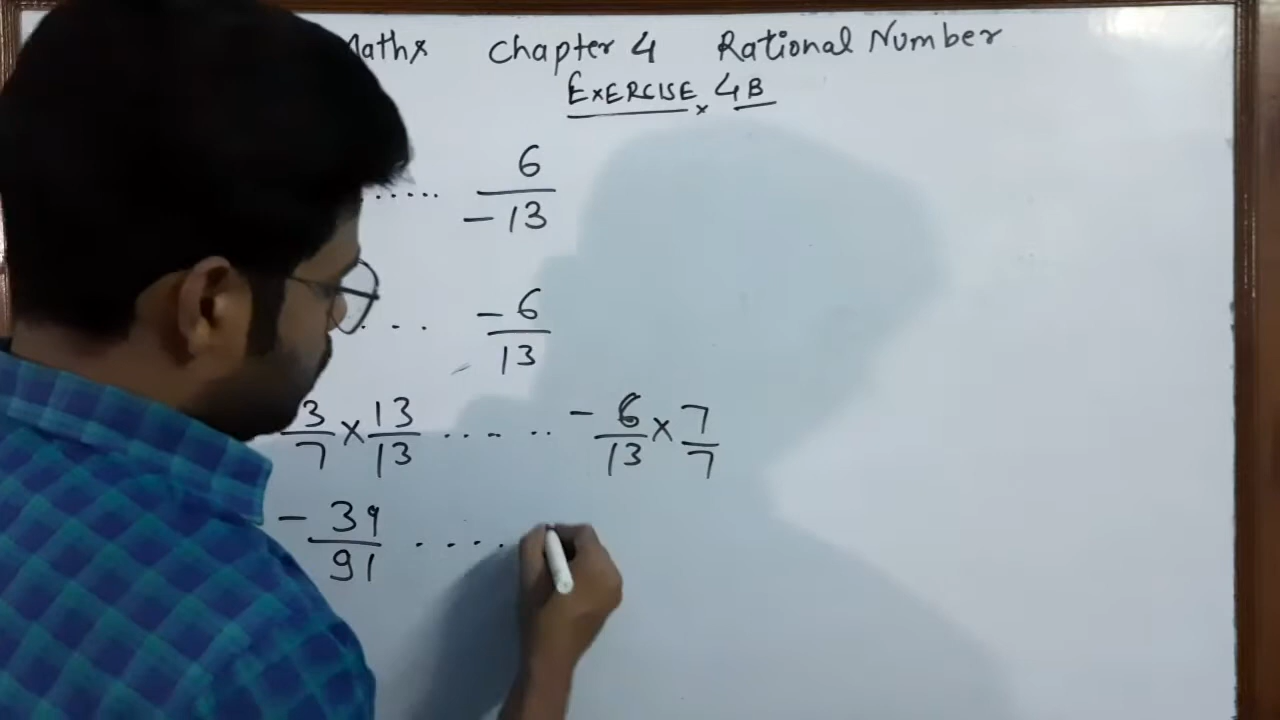 Maths Chapter 4 Rational Number
EXERCISE 4B
..... 6/-13
... -6/13
3/7 × 13/13 ...... -6/13 × 7/7
-39/91 ....